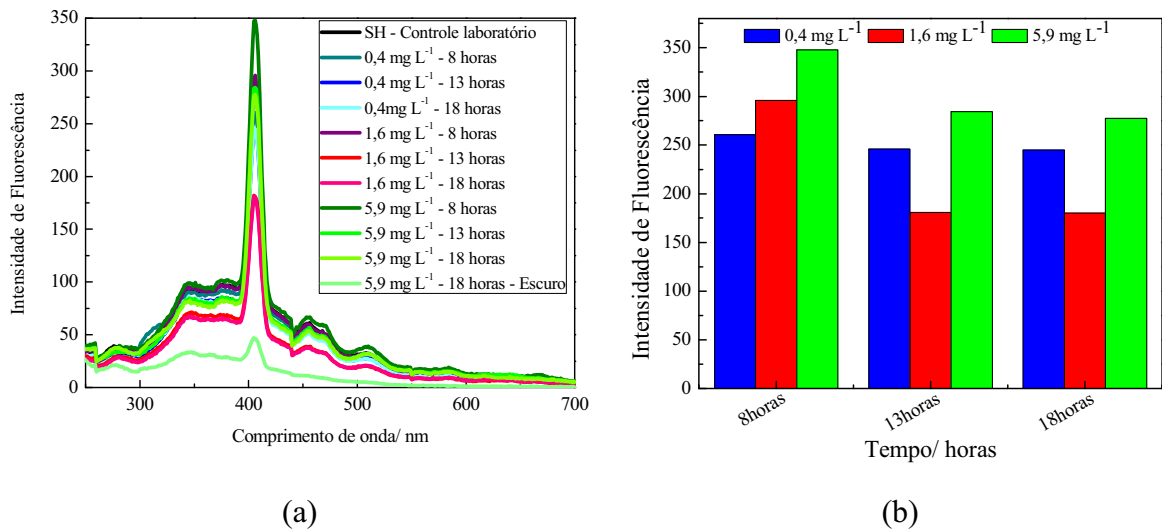 350
300
250
200
150
100
50
0
Intensidade de Fluorescência
SH - Controle laboratório
0,4 mg L⁻¹ - 8 horas
0,4 mg L⁻¹ - 13 horas
0,4mg L⁻¹ - 18 horas
1,6 mg L⁻¹ - 8 horas
1,6 mg L⁻¹ - 13 horas
1,6 mg L⁻¹ - 18 horas
5,9 mg L⁻¹ - 8 horas
5,9 mg L⁻¹ - 13 horas
5,9 mg L⁻¹ - 18 horas
5,9 mg L⁻¹ - 18 horas - Escuro
300 400 500 600 700
Comprimento de onda/ nm
(a)
0,4 mg L⁻¹ 1,6 mg L⁻¹ 5,9 mg L⁻¹
350
300
250
200
150
100
50
0
Intensidade de Fluorescência
8horas 13horas 18horas
Tempo/ horas
(b)